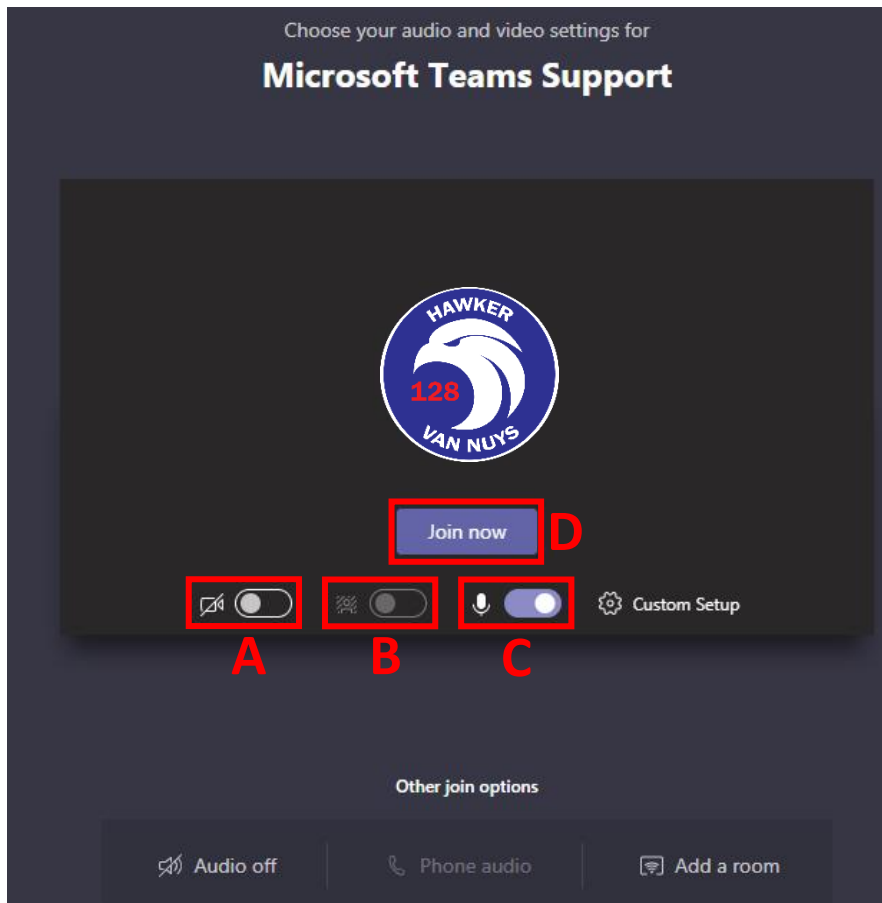 Choose your audio and video settings for
Microsoft Teams Support
HAWKER
128
VAN NUYS
Join now
D
Custom Setup
A
B
C
Other join options
Audio off
Phone audio
Add a room